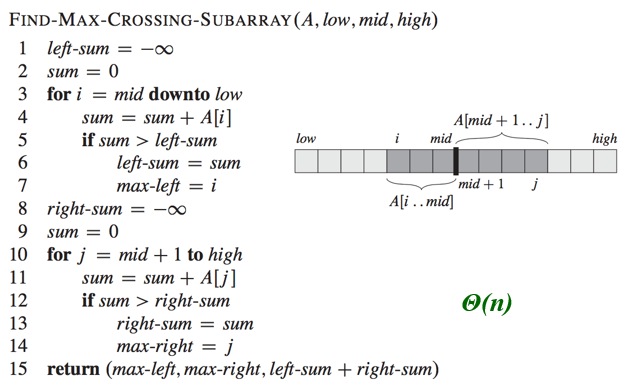 FIND-MAX-CROSSING-SUBARRAY(A, low, mid, high)
1 left-sum = −∞
2 sum = 0
3 for i = mid downto low
4 sum = sum + A[i]
5 if sum > left-sum
6 left-sum = sum
7 max-left = i
8 right-sum = −∞
9 sum = 0
10 for j = mid + 1 to high
11 sum = sum + A[j]
12 if sum > right-sum
13 right-sum = sum
14 max-right = j
15 return (max-left, max-right, left-sum + right-sum)
A[mid + 1 . . j]
low i mid high
mid + 1 j
A[i . . mid]
Θ(n)